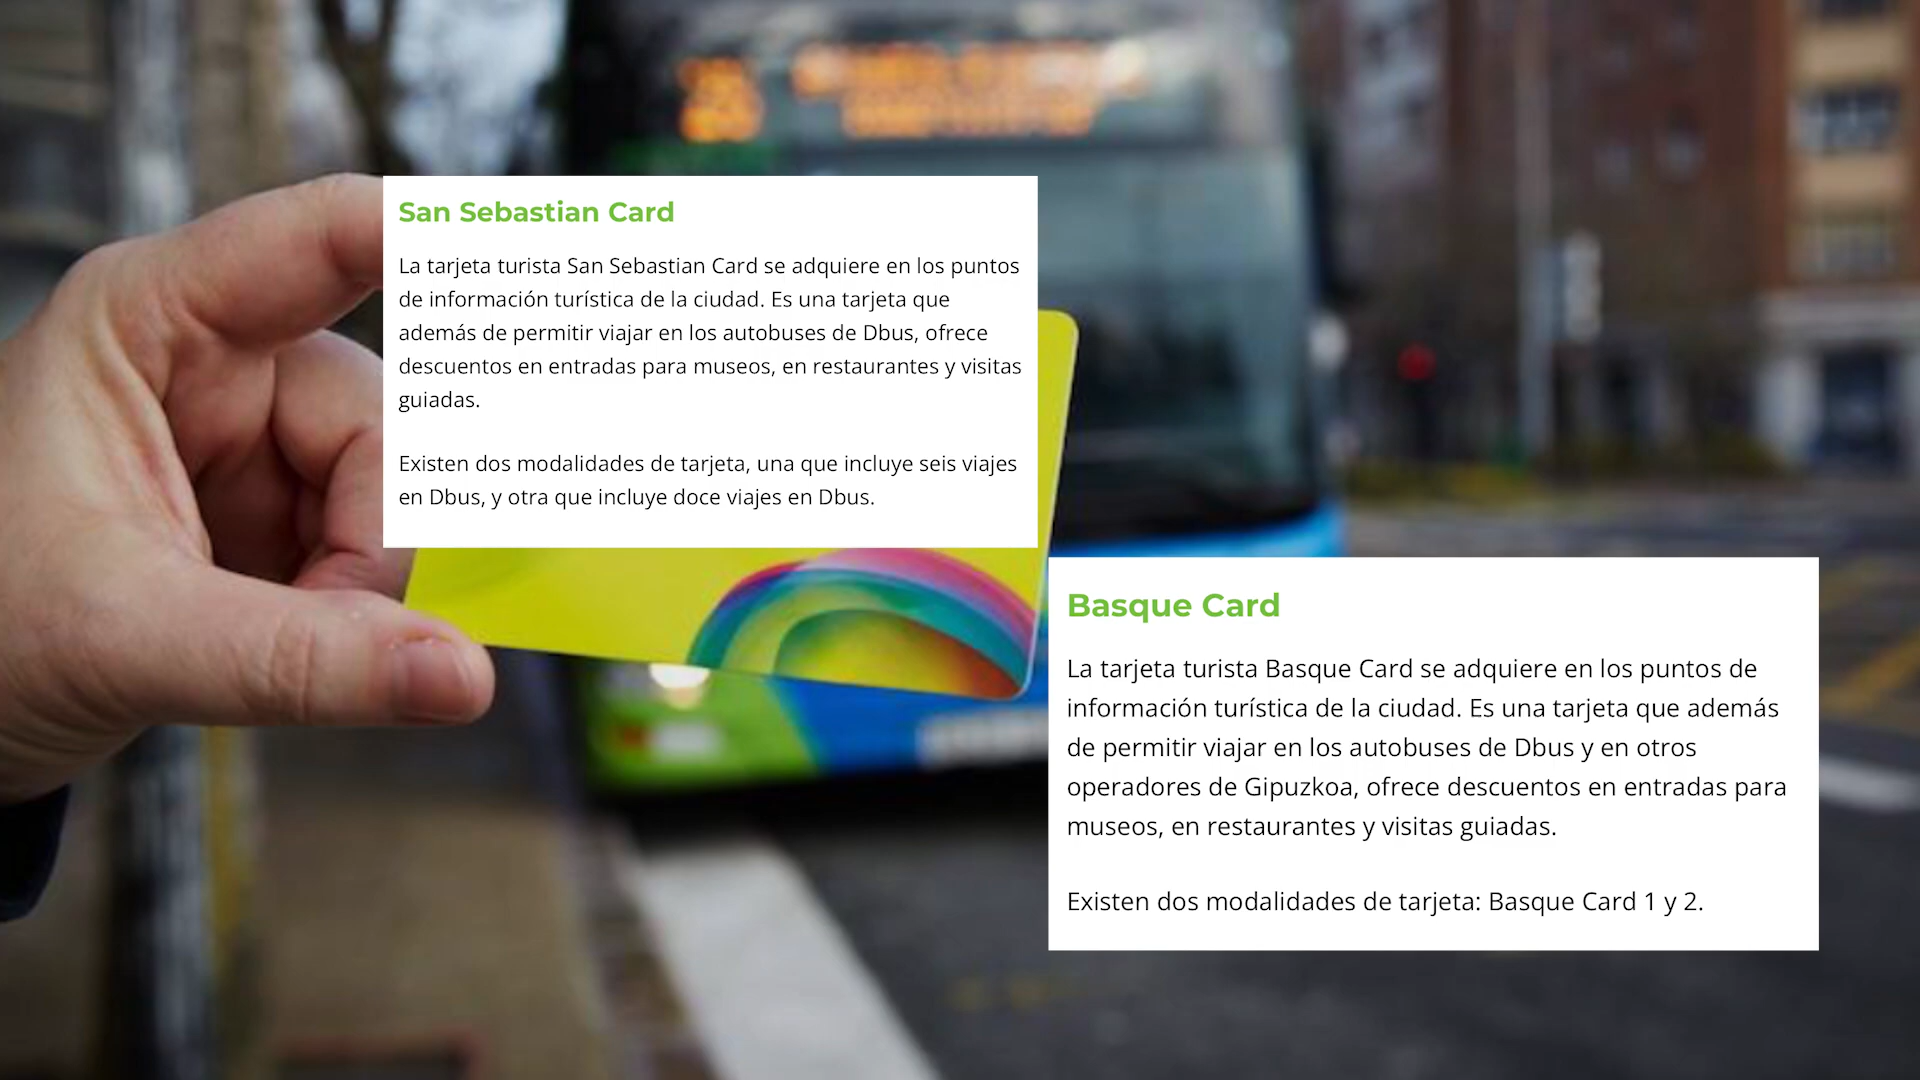 San Sebastian Card
La tarjeta turista San Sebastian Card se adquiere en los puntos
de información turística de la ciudad. Es una tarjeta que
además de permitir viajar en los autobuses de Dbus, ofrece
descuentos en entradas para museos, en restaurantes y visitas
guiadas.
Existen dos modalidades de tarjeta, una que incluye seis viajes
en Dbus, y otra que incluye doce viajes en Dbus.
Basque Card
La tarjeta turista Basque Card se adquiere en los puntos de
información turística de la ciudad. Es una tarjeta que además
de permitir viajar en los autobuses de Dbus y en otros
operadores de Gipuzkoa, ofrece descuentos en entradas para
museos, en restaurantes y visitas guiadas.
Existen dos modalidades de tarjeta: Basque Card 1 y 2.